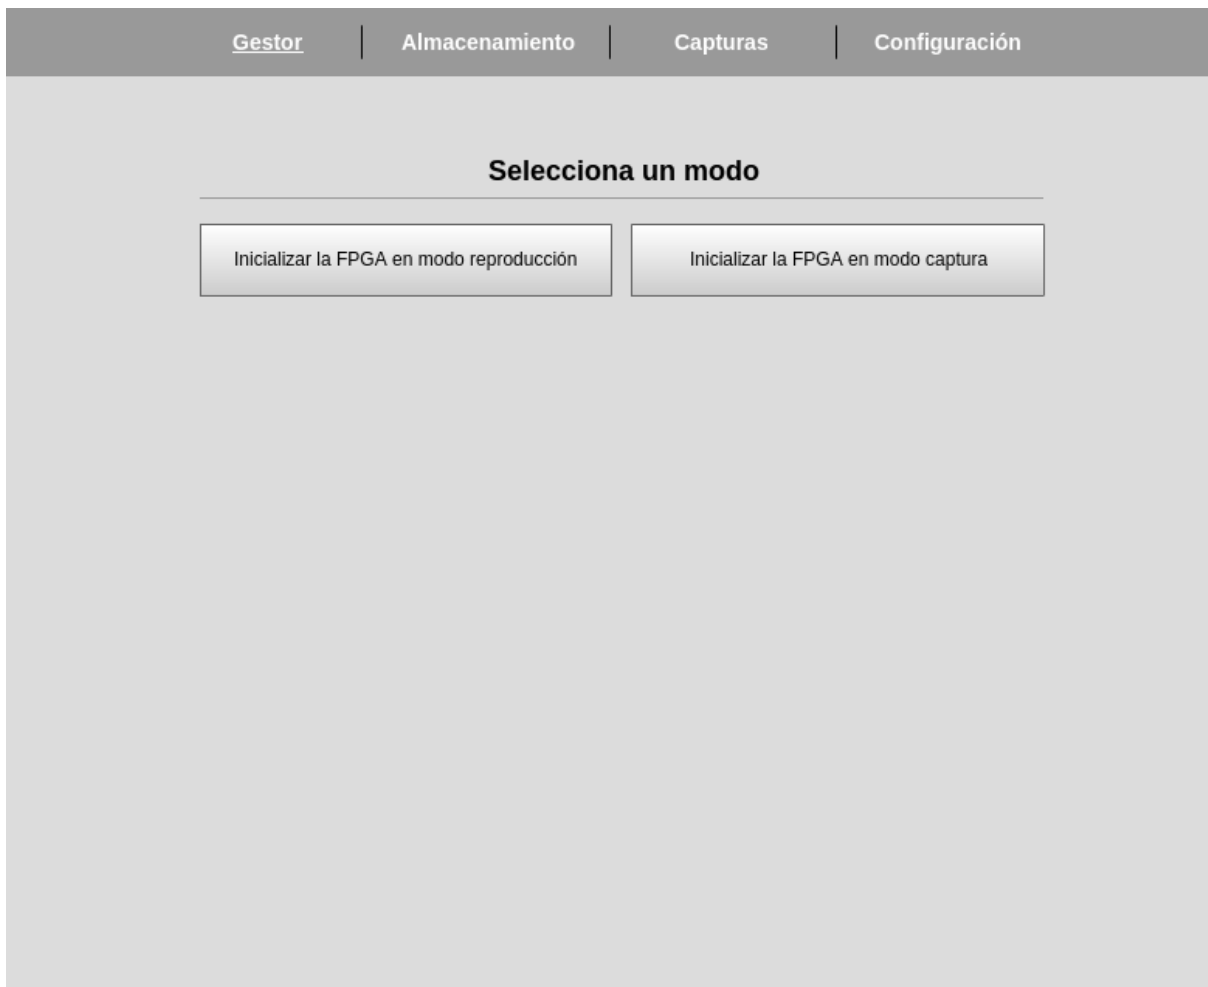 Gestor Almacenamiento Capturas Configuración
Selecciona un modo
Inicializar la FPGA en modo reproducción Inicializar la FPGA en modo captura